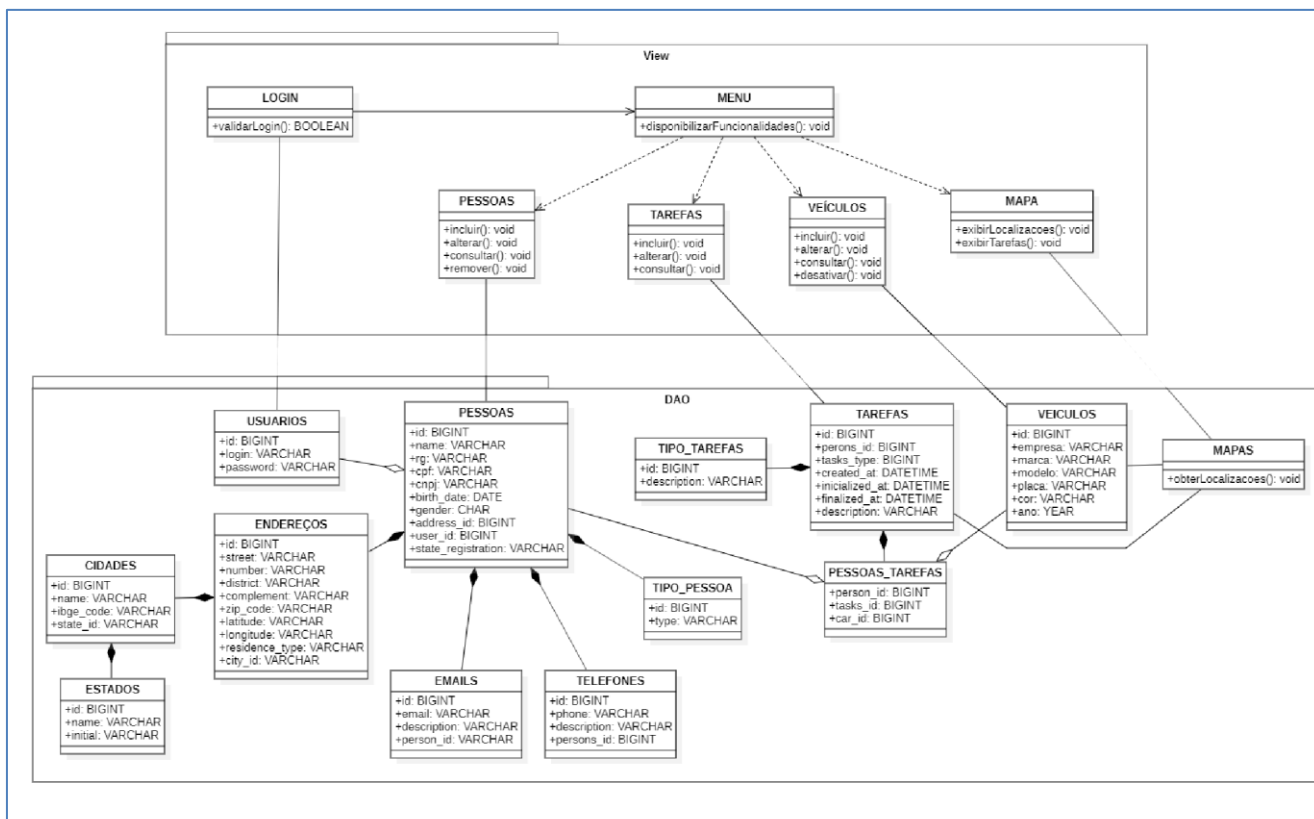 View
LOGIN
+validarLogin(): BOOLEAN
MENU
+disponibilizarFuncionalidades(): void
PESSOAS
+incluir(): void
+alterar(): void
+consultar(): void
+remover(): void
TAREFAS
+incluir(): void
+alterar(): void
+consultar(): void
VEÍCULOS
+incluir(): void
+alterar(): void
+consultar(): void
+desativar(): void
MAPA
+exibirLocalizacoes(): void
+exibirTarefas(): void
DAO
USUARIOS
+id: BIGINT
+login: VARCHAR
+password: VARCHAR
PESSOAS
+id: BIGINT
+name: VARCHAR
+rg: VARCHAR
+cpf: VARCHAR
+cnpj: VARCHAR
+birth_date: DATE
+gender: CHAR
+address_id: BIGINT
+user_id: BIGINT
+state_registration: VARCHAR
TIPO_TAREFAS
+id: BIGINT
+description: VARCHAR
TAREFAS
+id: BIGINT
+perons_id: BIGINT
+tasks_type: BIGINT
+created_at: DATETIME
+inicialized_at: DATETIME
+finalized_at: DATETIME
+description: VARCHAR
VEICULOS
+id: BIGINT
+empresa: VARCHAR
+marca: VARCHAR
+modelo: VARCHAR
+placa: VARCHAR
+cor: VARCHAR
+ano: YEAR
MAPAS
+obterLocalizacoes(): void
ENDEREÇOS
+id: BIGINT
+street: VARCHAR
+number: VARCHAR
+district: VARCHAR
+complement: VARCHAR
+zip_code: VARCHAR
+latitude: VARCHAR
+longitude: VARCHAR
+residence_type: VARCHAR
+city_id: VARCHAR
CIDADES
+id: BIGINT
+name: VARCHAR
+ibge_code: VARCHAR
+state_id: VARCHAR
TIPO_PESSOA
+id: BIGINT
+type: VARCHAR
PESSOAS_TAREFAS
+person_id: BIGINT
+tasks_id: BIGINT
+car_id: BIGINT
ESTADOS
+id: BIGINT
+name: VARCHAR
+initial: VARCHAR
EMAILS
+id: BIGINT
+email: VARCHAR
+description: VARCHAR
+person_id: VARCHAR
TELEFONES
+id: BIGINT
+phone: VARCHAR
+description: VARCHAR
+persons_id: BIGINT